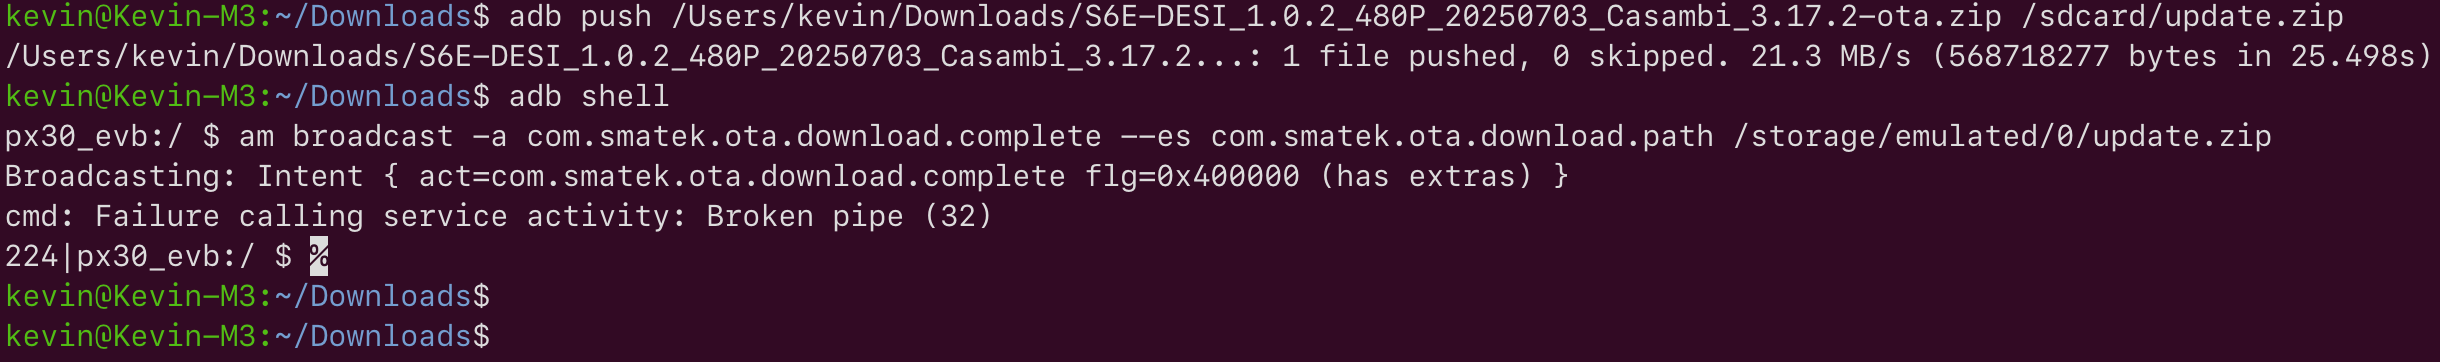 kevin@Kevin-M3:~/Downloads$ adb push /Users/kevin/Downloads/S6E-DESI_1.0.2_480P_20250703_Casambi_3.17.2-ota.zip /sdcard/update.zip
/Users/kevin/Downloads/S6E-DESI_1.0.2_480P_20250703_Casambi_3.17.2...: 1 file pushed, 0 skipped. 21.3 MB/s (568718277 bytes in 25.498s)
kevin@Kevin-M3:~/Downloads$ adb shell
px30_evb:/ $ am broadcast -a com.smatek.ota.download.complete --es com.smatek.ota.download.path /storage/emulated/0/update.zip
Broadcasting: Intent { act=com.smatek.ota.download.complete flg=0x400000 (has extras) }
cmd: Failure calling service activity: Broken pipe (32)
224|px30_evb:/ $ %
kevin@Kevin-M3:~/Downloads$
kevin@Kevin-M3:~/Downloads$